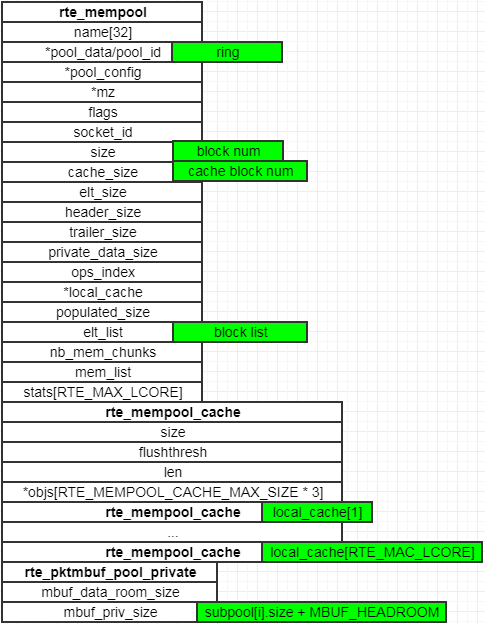 rte_mempool
name[32]
*pool_data/pool_id ring
*pool_config
*mz
flags
socket_id
size block num
cache_size cache block num
elt_size
header_size
trailer_size
private_data_size
ops_index
*local_cache
populated_size
elt_list block list
nb_mem_chunks
mem_list
stats[RTE_MAX_LCORE]
rte_mempool_cache
size
flushthresh
len
*objs[RTE_MEMPOOL_CACHE_MAX_SIZE * 3]
rte_mempool_cache local_cache[1]
...
rte_mempool_cache local_cache[RTE_MAC_LCORE]
rte_pktmbuf_pool_private
mbuf_data_room_size
mbuf_priv_size subpool[i].size + MBUF_HEADROOM